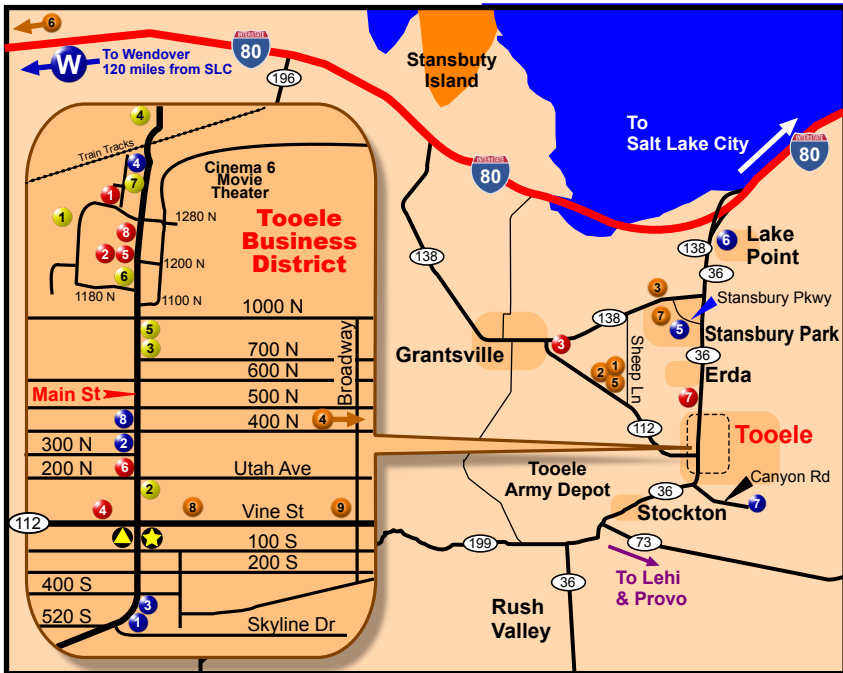 6
To Wendover
120 miles from SLC
W
INTERSTATE
80
196
Stansbuty
Island
To
Salt Lake City
INTERSTATE
80
INTERSTATE
80
4
Train Tracks
4
7
1
Cinema 6
Movie
Theater
1
1280 N
8
2
5
1200 N
6
1180 N
1100 N
Tooele
Business
District
1000 N
5
3
700 N
600 N
Main St
500 N
8
400 N
4
Broadway
300 N
2
200 N
6
Utah Ave
2
4
8
9
112
Vine St
100 S
200 S
400 S
3
520 S
1
Skyline Dr
138
6
Lake
Point
138
36
3
Stansbury Pkwy
7
5
Stansbury Park
138
Grantsville
3
Sheep Ln
36
1
2
5
Erda
7
112
Tooele
Tooele
Army Depot
Canyon Rd
36
7
Stockton
199
73
36
To Lehi
& Provo
Rush
Valley